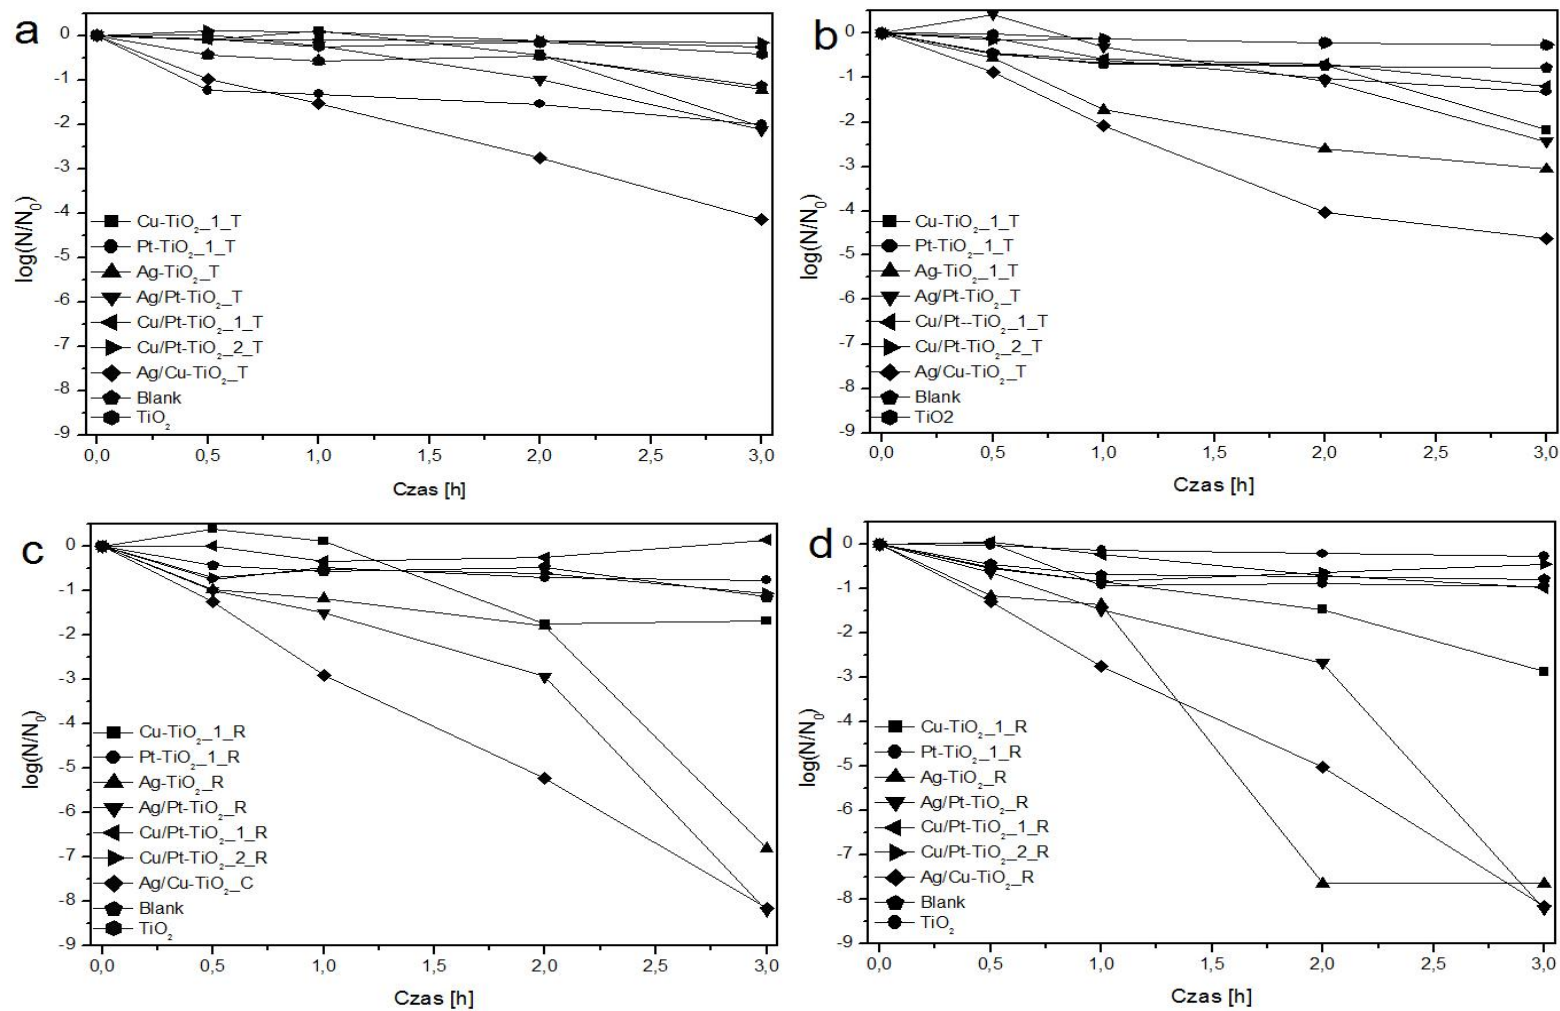 a
0
-1
-2
-3
-4
-5
-6
-7
-8
-9
log(N/N₀)
Cu-TiO₂_1_T
Pt-TiO₂_1_T
Ag-TiO₂_T
Ag/Pt-TiO₂_T
Cu/Pt-TiO₂_1_T
Cu/Pt-TiO₂_2_T
Ag/Cu-TiO₂_T
Blank
TiO₂
0,0 0,5 1,0 1,5 2,0 2,5 3,0
Czas [h]
b
0
-1
-2
-3
-4
-5
-6
-7
-8
-9
log(N/N₀)
Cu-TiO₂_1_T
Pt-TiO₂_1_T
Ag-TiO₂_1_T
Ag/Pt-TiO₂_T
Cu/Pt--TiO₂_1_T
Cu/Pt-TiO₂_2_T
Ag/Cu-TiO₂_T
Blank
TiO2
0,0 0,5 1,0 1,5 2,0 2,5 3,0
Czas [h]
c
0
-1
-2
-3
-4
-5
-6
-7
-8
-9
log(N/N₀)
Cu-TiO₂_1_R
Pt-TiO₂_1_R
Ag-TiO₂_R
Ag/Pt-TiO₂_R
Cu/Pt-TiO₂_1_R
Cu/Pt-TiO₂_2_R
Ag/Cu-TiO₂_C
Blank
TiO₂
0,0 0,5 1,0 1,5 2,0 2,5 3,0
Czas [h]
d
0
-1
-2
-3
-4
-5
-6
-7
-8
-9
log(N/N₀)
Cu-TiO₂_1_R
Pt-TiO₂_1_R
Ag-TiO₂_R
Ag/Pt-TiO₂_R
Cu/Pt-TiO₂_1_R
Cu/Pt-TiO₂_2_R
Ag/Cu-TiO₂_R
Blank
TiO₂
0,0 0,5 1,0 1,5 2,0 2,5 3,0
Czas [h]